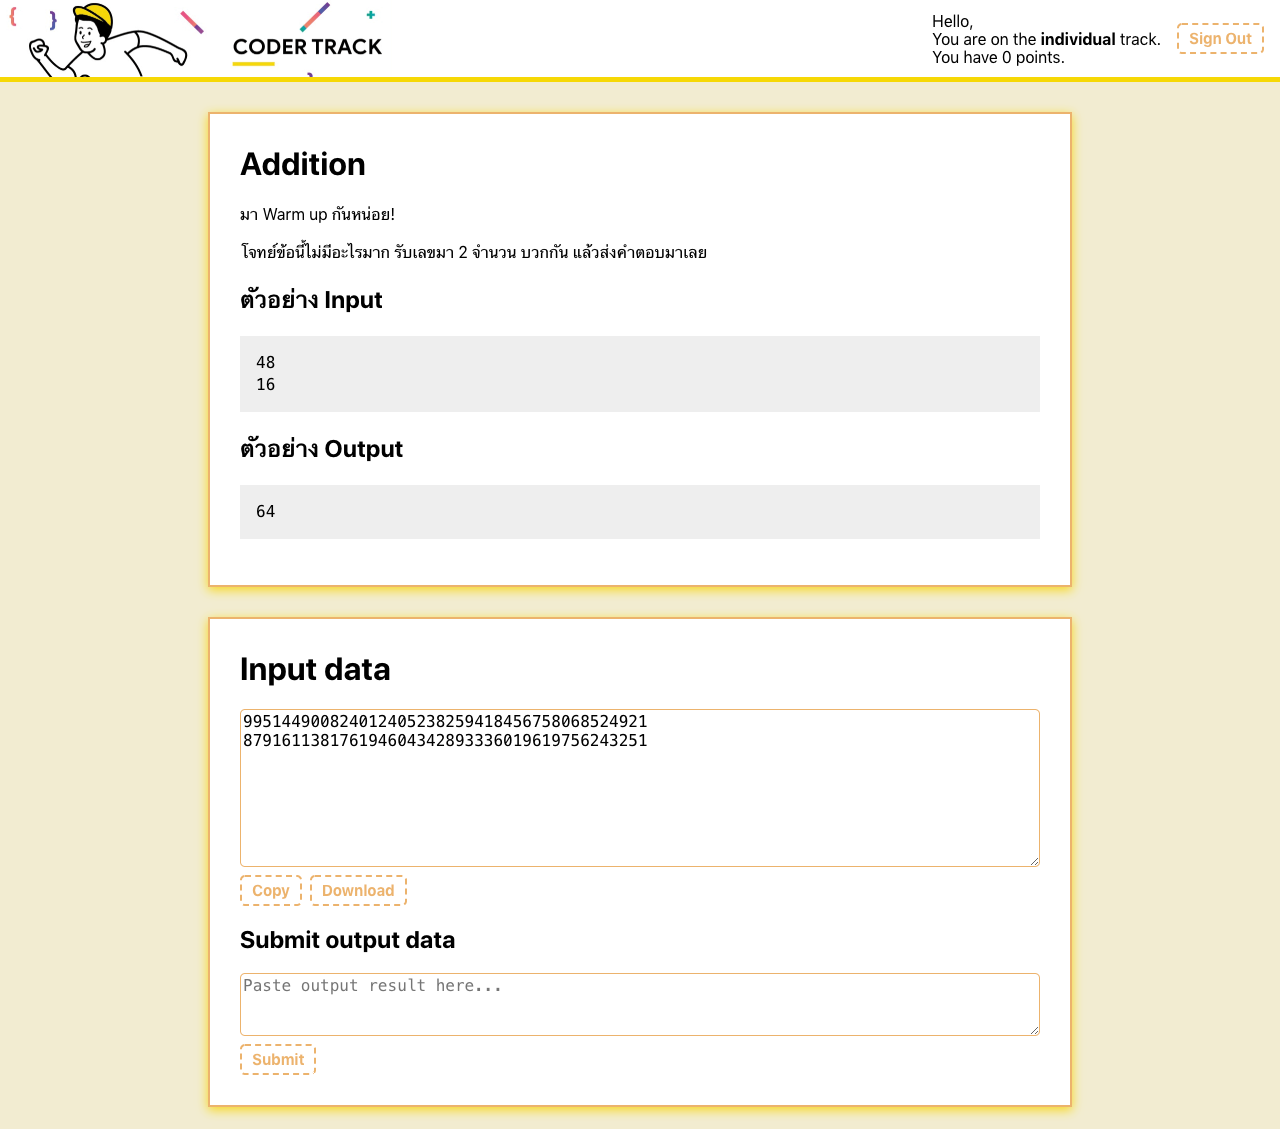 CODER TRACK
Hello,
You are on the individual track.
You have 0 points.
Sign Out
Addition
มา Warm up กันหน่อย!
โจทย์ข้อนี้ไม่มีอะไรมาก รับเลขมา 2 จำนวน บวกกัน แล้วส่งคำตอบมาเลย
ตัวอย่าง Input
48
16
ตัวอย่าง Output
64
Input data
995144900824012405238259418456758068524921
879161138176194604342893336019619756243251
Copy
Download
Submit output data
Paste output result here...
Submit